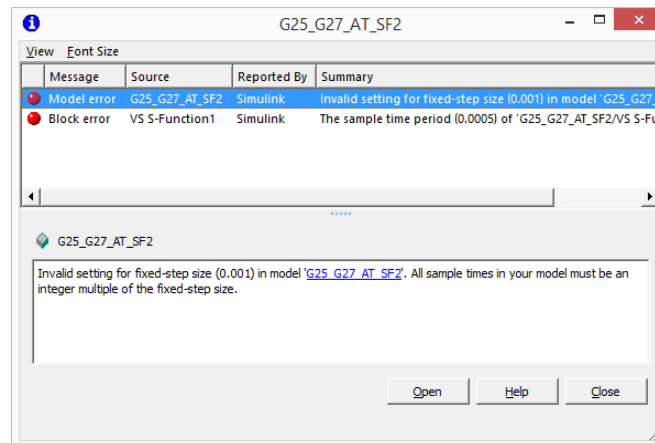 G25_G27_AT_SF2
View Font Size
Message Source Reported By Summary
Model error G25_G27_AT_SF2 Simulink Invalid setting for fixed-step size (0.001) in model 'G25_G27_
Block error VS S-Function1 Simulink The sample time period (0.0005) of 'G25_G27_AT_SF2/VS S-Fu
G25_G27_AT_SF2
Invalid setting for fixed-step size (0.001) in model 'G25_G27_AT_SF2'. All sample times in your model must be an
integer multiple of the fixed-step size.
Open Help Close